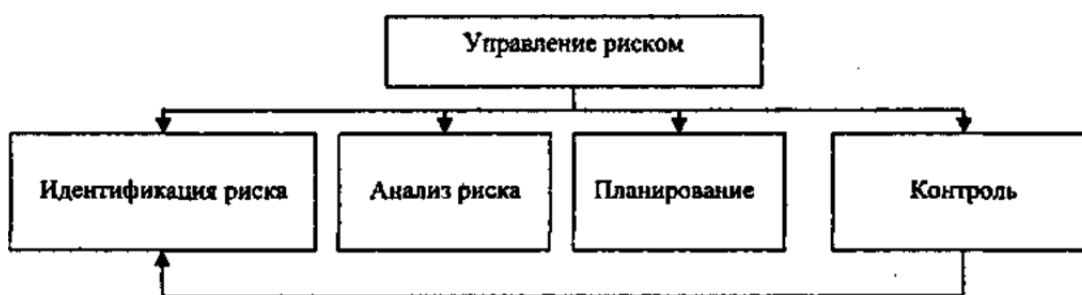 Управление риском
Идентификация риска
Анализ риска
Планирование
Контроль